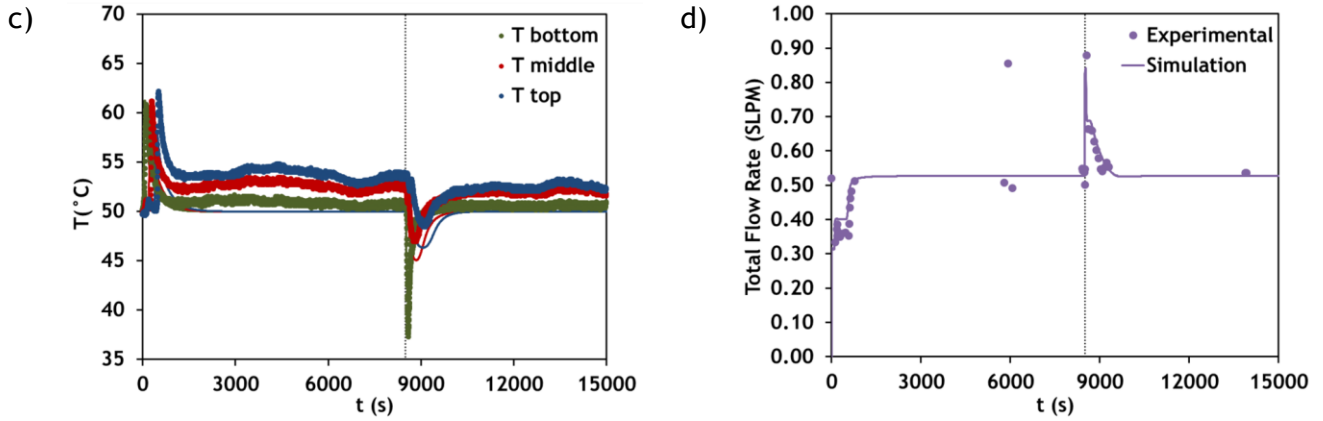 c)
T(°C)
70
65
60
55
50
45
40
35
0
3000
6000
9000
12000
15000
t (s)
T bottom
T middle
T top
d)
Total Flow Rate (SLPM)
1.00
0.90
0.80
0.70
0.60
0.50
0.40
0.30
0.20
0.10
0.00
0
3000
6000
9000
12000
15000
t (s)
Experimental
Simulation